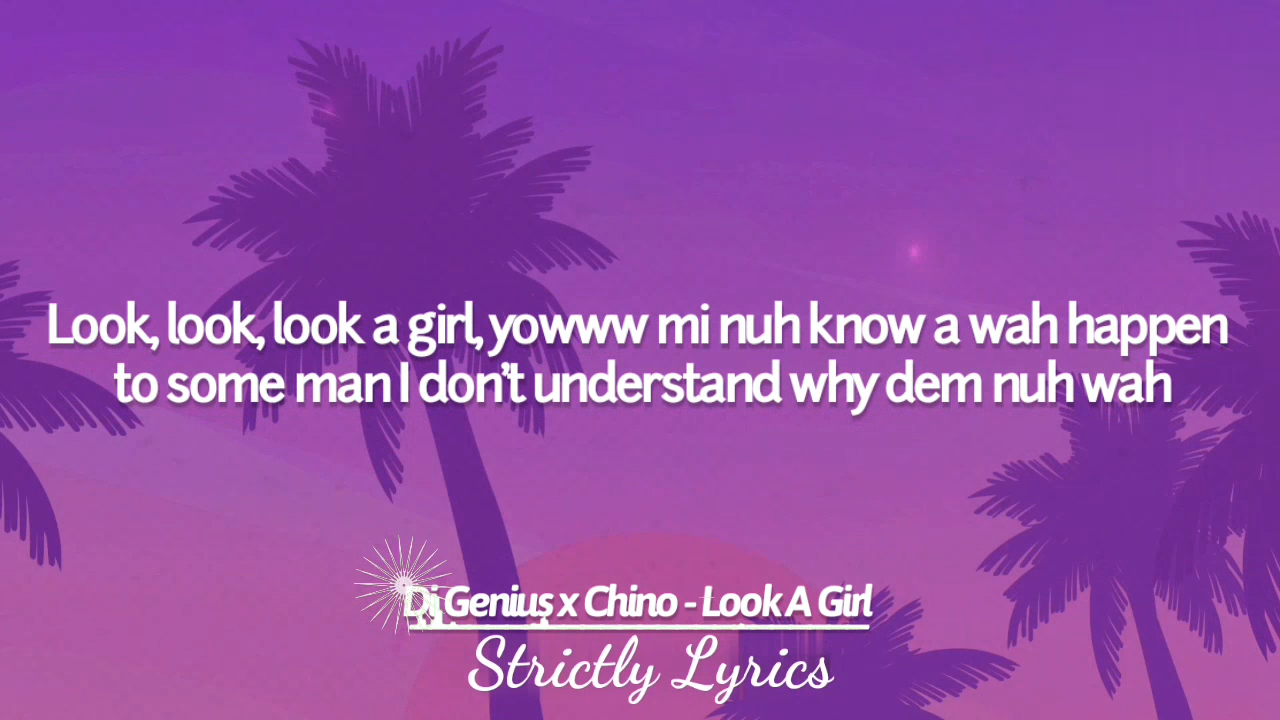 Look, look, look a girl, yowww mi nuh know a wah happen
to some man I don't understand why dem nuh wah
Dj Genius x Chino - Look A Girl
Strictly Lyrics